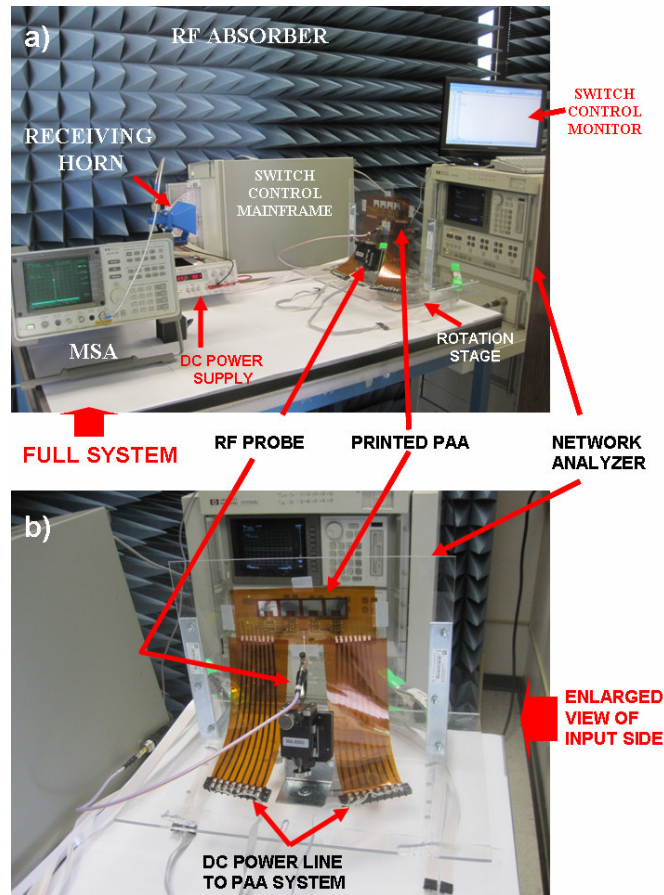 a)
RF ABSORBER
RECEIVING
HORN
SWITCH
CONTROL
MAINFRAME
SWITCH
CONTROL
MONITOR
MSA
DC POWER
SUPPLY
ROTATION
STAGE
FULL SYSTEM
RF PROBE
PRINTED PAA
NETWORK
ANALYZER
b)
ENLARGED
VIEW OF
INPUT SIDE
DC POWER LINE
TO PAA SYSTEM